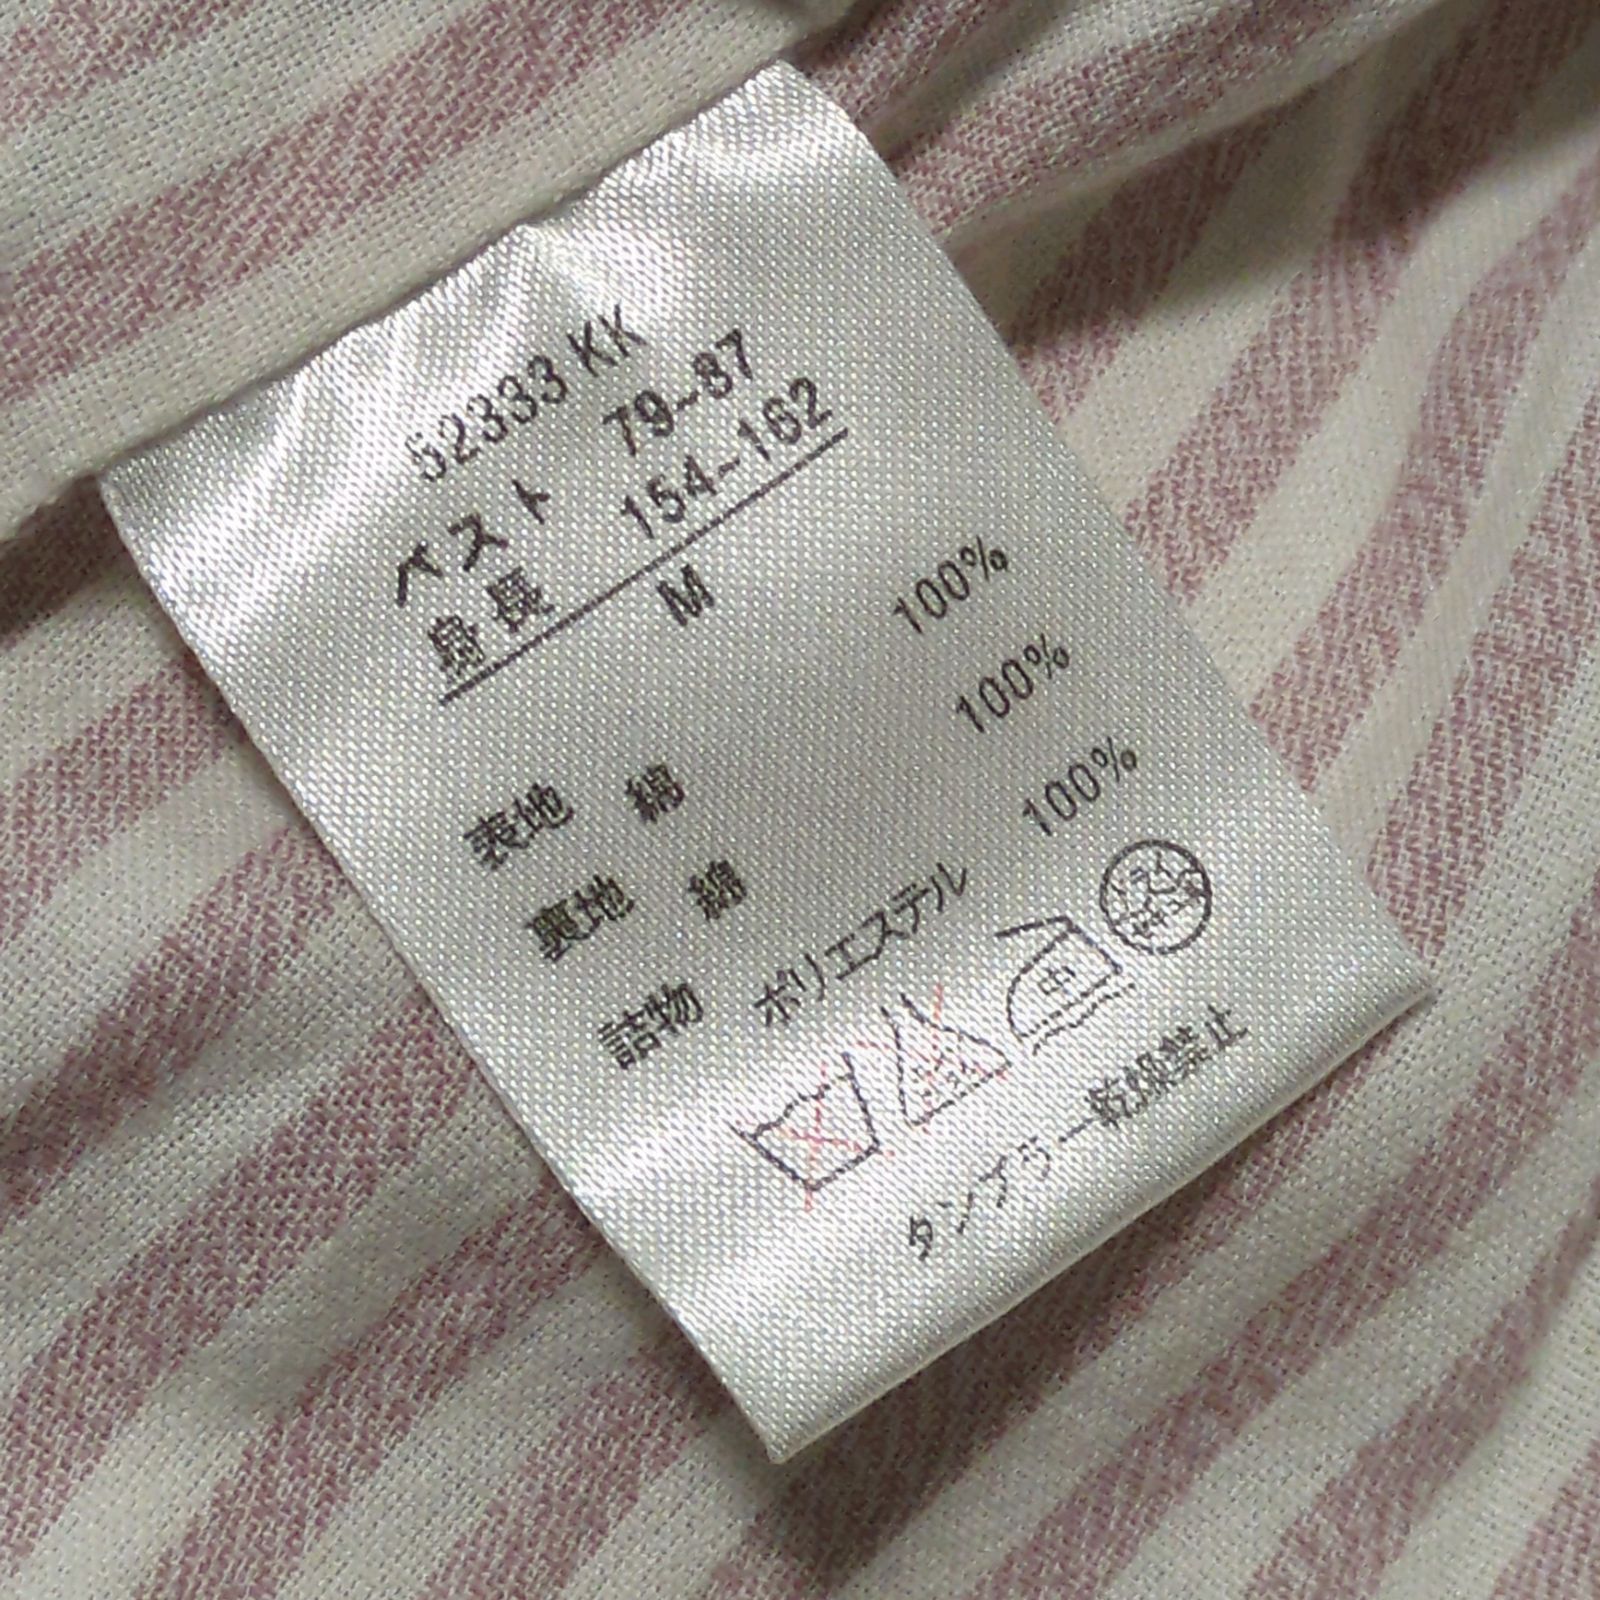 52333 KK
バスト 79~87
身長 154~162
M
表地 綿 100%
裏地 綿 100%
詰物 ポリエステル 100%
中
タンブラー乾燥禁止